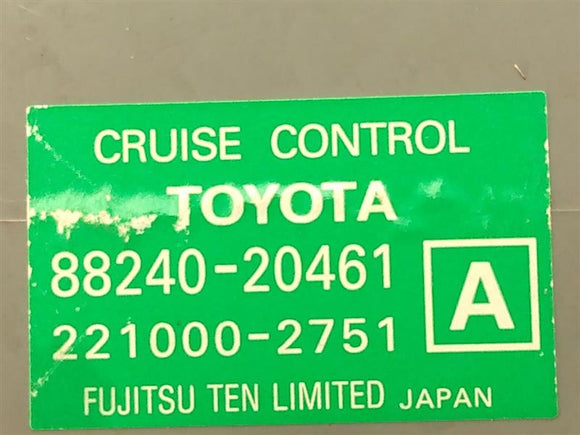 CRUISE CONTROL
TOYOTA
88240-20461
221000-2751
A
FUJITSU TEN LIMITED JAPAN